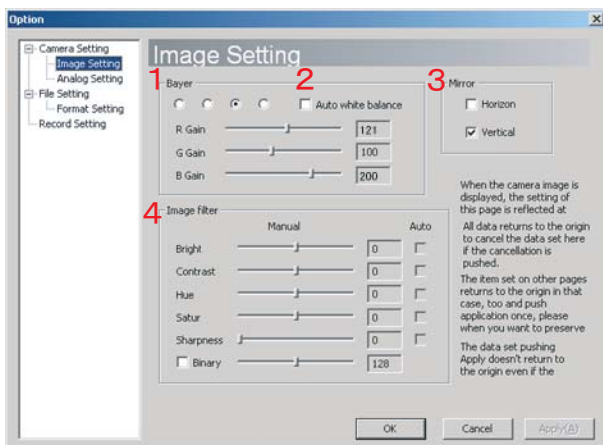 Option
Camera Setting
Image Setting
Analog Setting
File Setting
Format Setting
Record Setting
Image Setting
1
Bayer
2
Auto white balance
R Gain
121
G Gain
100
B Gain
200
3
Mirror
Horizon
Vertical
4
Image filter
Manual
Auto
Bright
0
Contrast
0
Hue
0
Satur
0
Sharpness
0
Binary
128
When the camera image is
displayed, the setting of
this page is reflected at
All data returns to the origin
to cancel the data set here
if the cancellation is
pushed.
The item set on other pages
returns to the origin in that
case, too and push
application once, please
when you want to preserve
The data set pushing
Apply doesn't return to
the origin even if the
OK
Cancel
Apply(A)